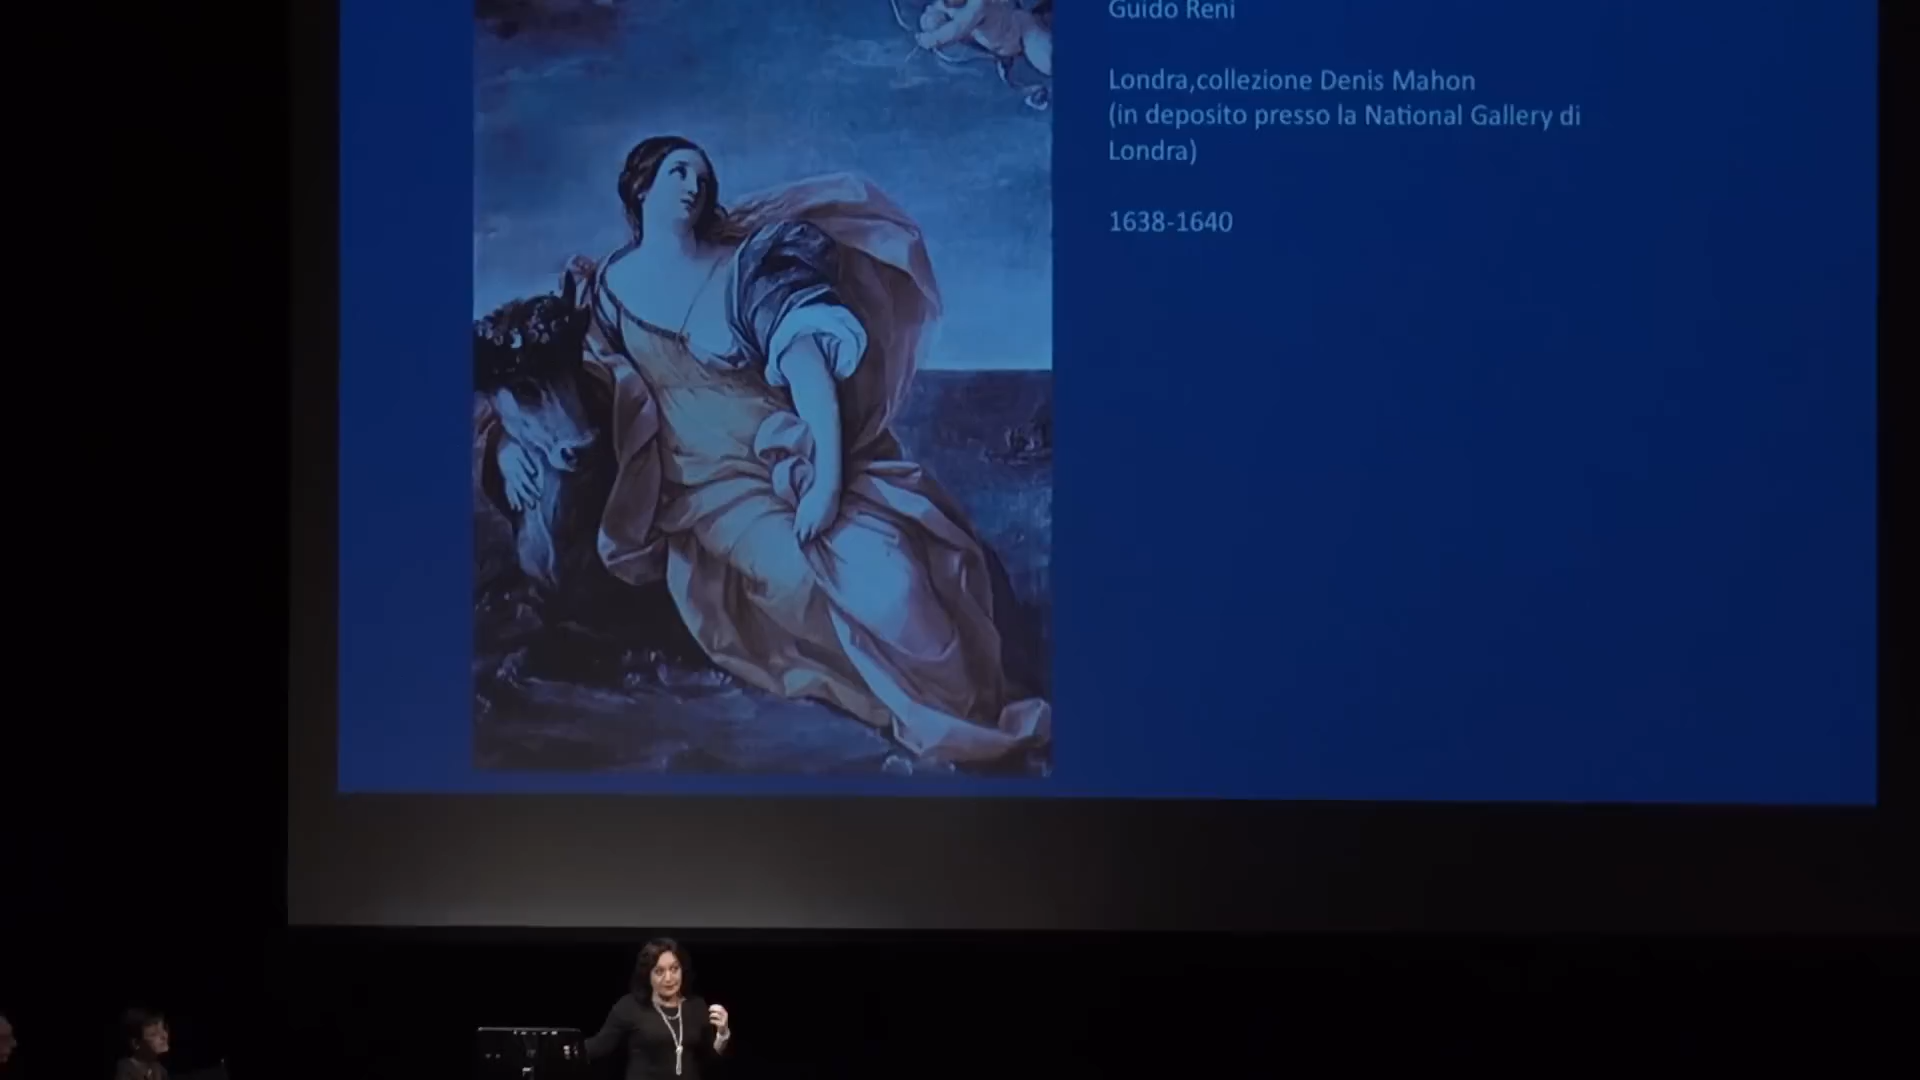 Guido Reni
Londra,collezione Denis Mahon
(in deposito presso la National Gallery di
Londra)
1638-1640